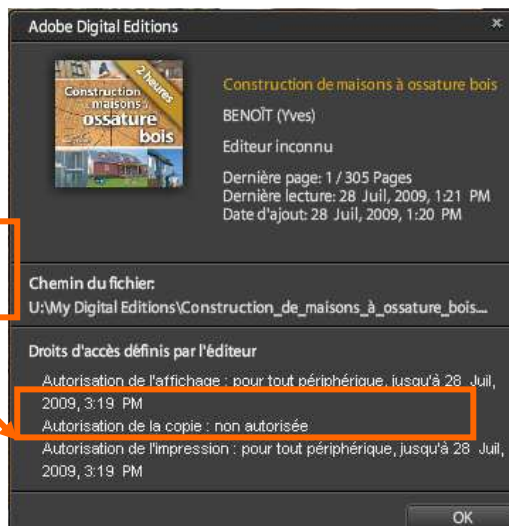 Adobe Digital Editions
Construction
maisons à
ossature
bois
2 heures
Construction de maisons à ossature bois
BENOÎT (Yves)
Editeur inconnu
Dernière page: 1 / 305 Pages
Dernière lecture: 28 Juil, 2009, 1:21 PM
Date d'ajout: 28 Juil, 2009, 1:20 PM
Chemin du fichier:
U:\My Digital Editions\Construction_de_maisons_à_ossature_bois...
Droits d'accès définis par l'éditeur
Autorisation de l'affichage : pour tout périphérique, jusqu'à 28 Juil,
2009, 3:19 PM
Autorisation de la copie : non autorisée
Autorisation de l'impression : pour tout périphérique, jusqu'à 28 Juil,
2009, 3:19 PM
OK